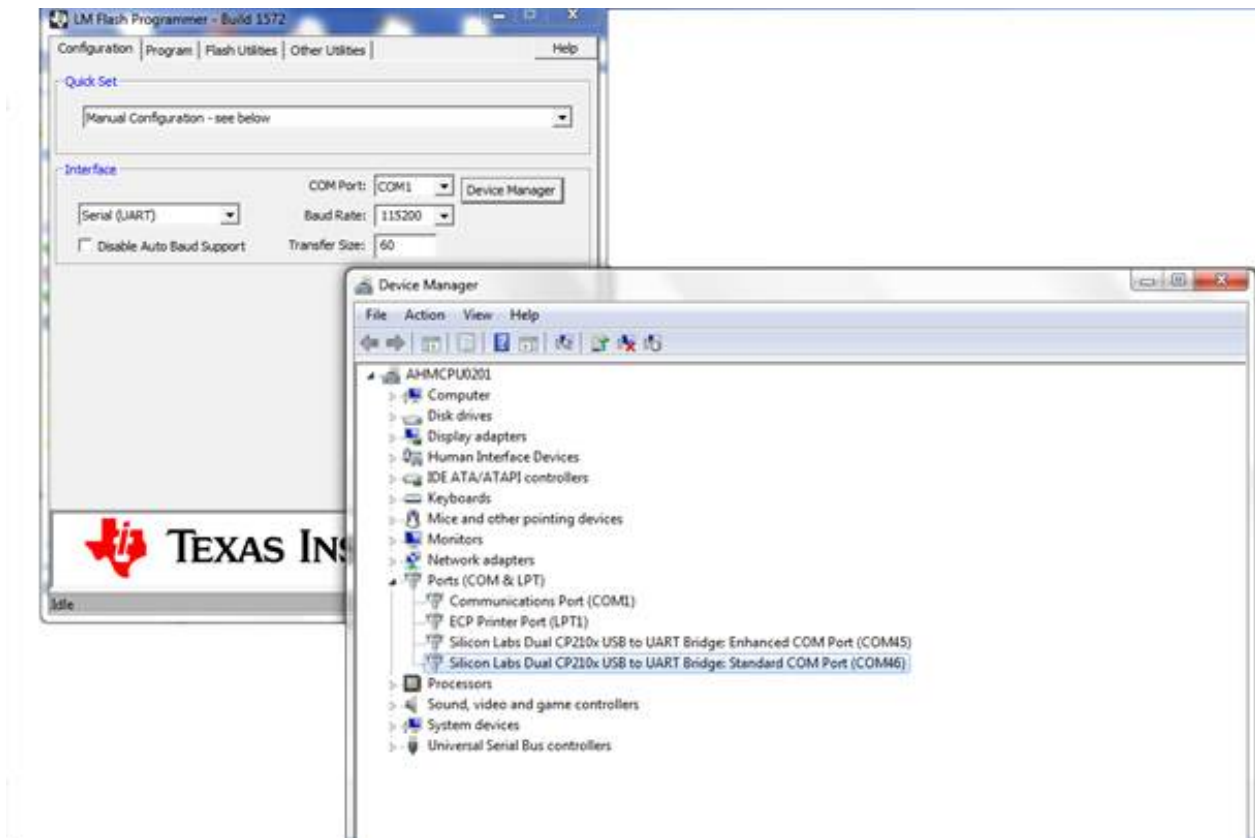 LM Flash Programmer - Build 1572
Configuration Program Flash Utilities Other Utilities Help
Quick Set
Manual Configuration - see below
Interface
COM Port: COM1 Device Manager
Serial (UART) Baud Rate: 115200
Disable Auto Baud Support Transfer Size: 60
Device Manager
File Action View Help
AHMCPU0201
Computer
Disk drives
Display adapters
Human Interface Devices
IDE ATA/ATAPI controllers
Keyboards
Mice and other pointing devices
Monitors
Network adapters
Ports (COM & LPT)
Communications Port (COM1)
ECP Printer Port (LPT1)
Silicon Labs Dual CP210x USB to UART Bridge: Enhanced COM Port (COM45)
Silicon Labs Dual CP210x USB to UART Bridge: Standard COM Port (COM46)
Processors
Sound, video and game controllers
System devices
Universal Serial Bus controllers
TEXAS INS
Idle